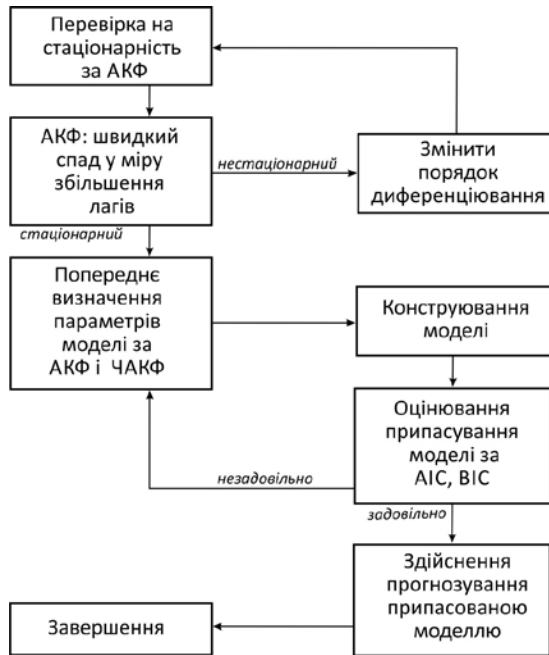 Перевірка на
стаціонарність
за АКФ
АКФ: швидкий
спад у міру
збільшення
лагів
нестаціонарний
Змінити
порядок
диференціювання
стаціонарний
Попереднє
визначення
параметрів
моделі за
АКФ і ЧАКФ
Конструювання
моделі
Оцінювання
припасування
моделі за
AIC, BIC
незадовільно
задовільно
Здійснення
прогнозування
припасованою
моделлю
Завершення